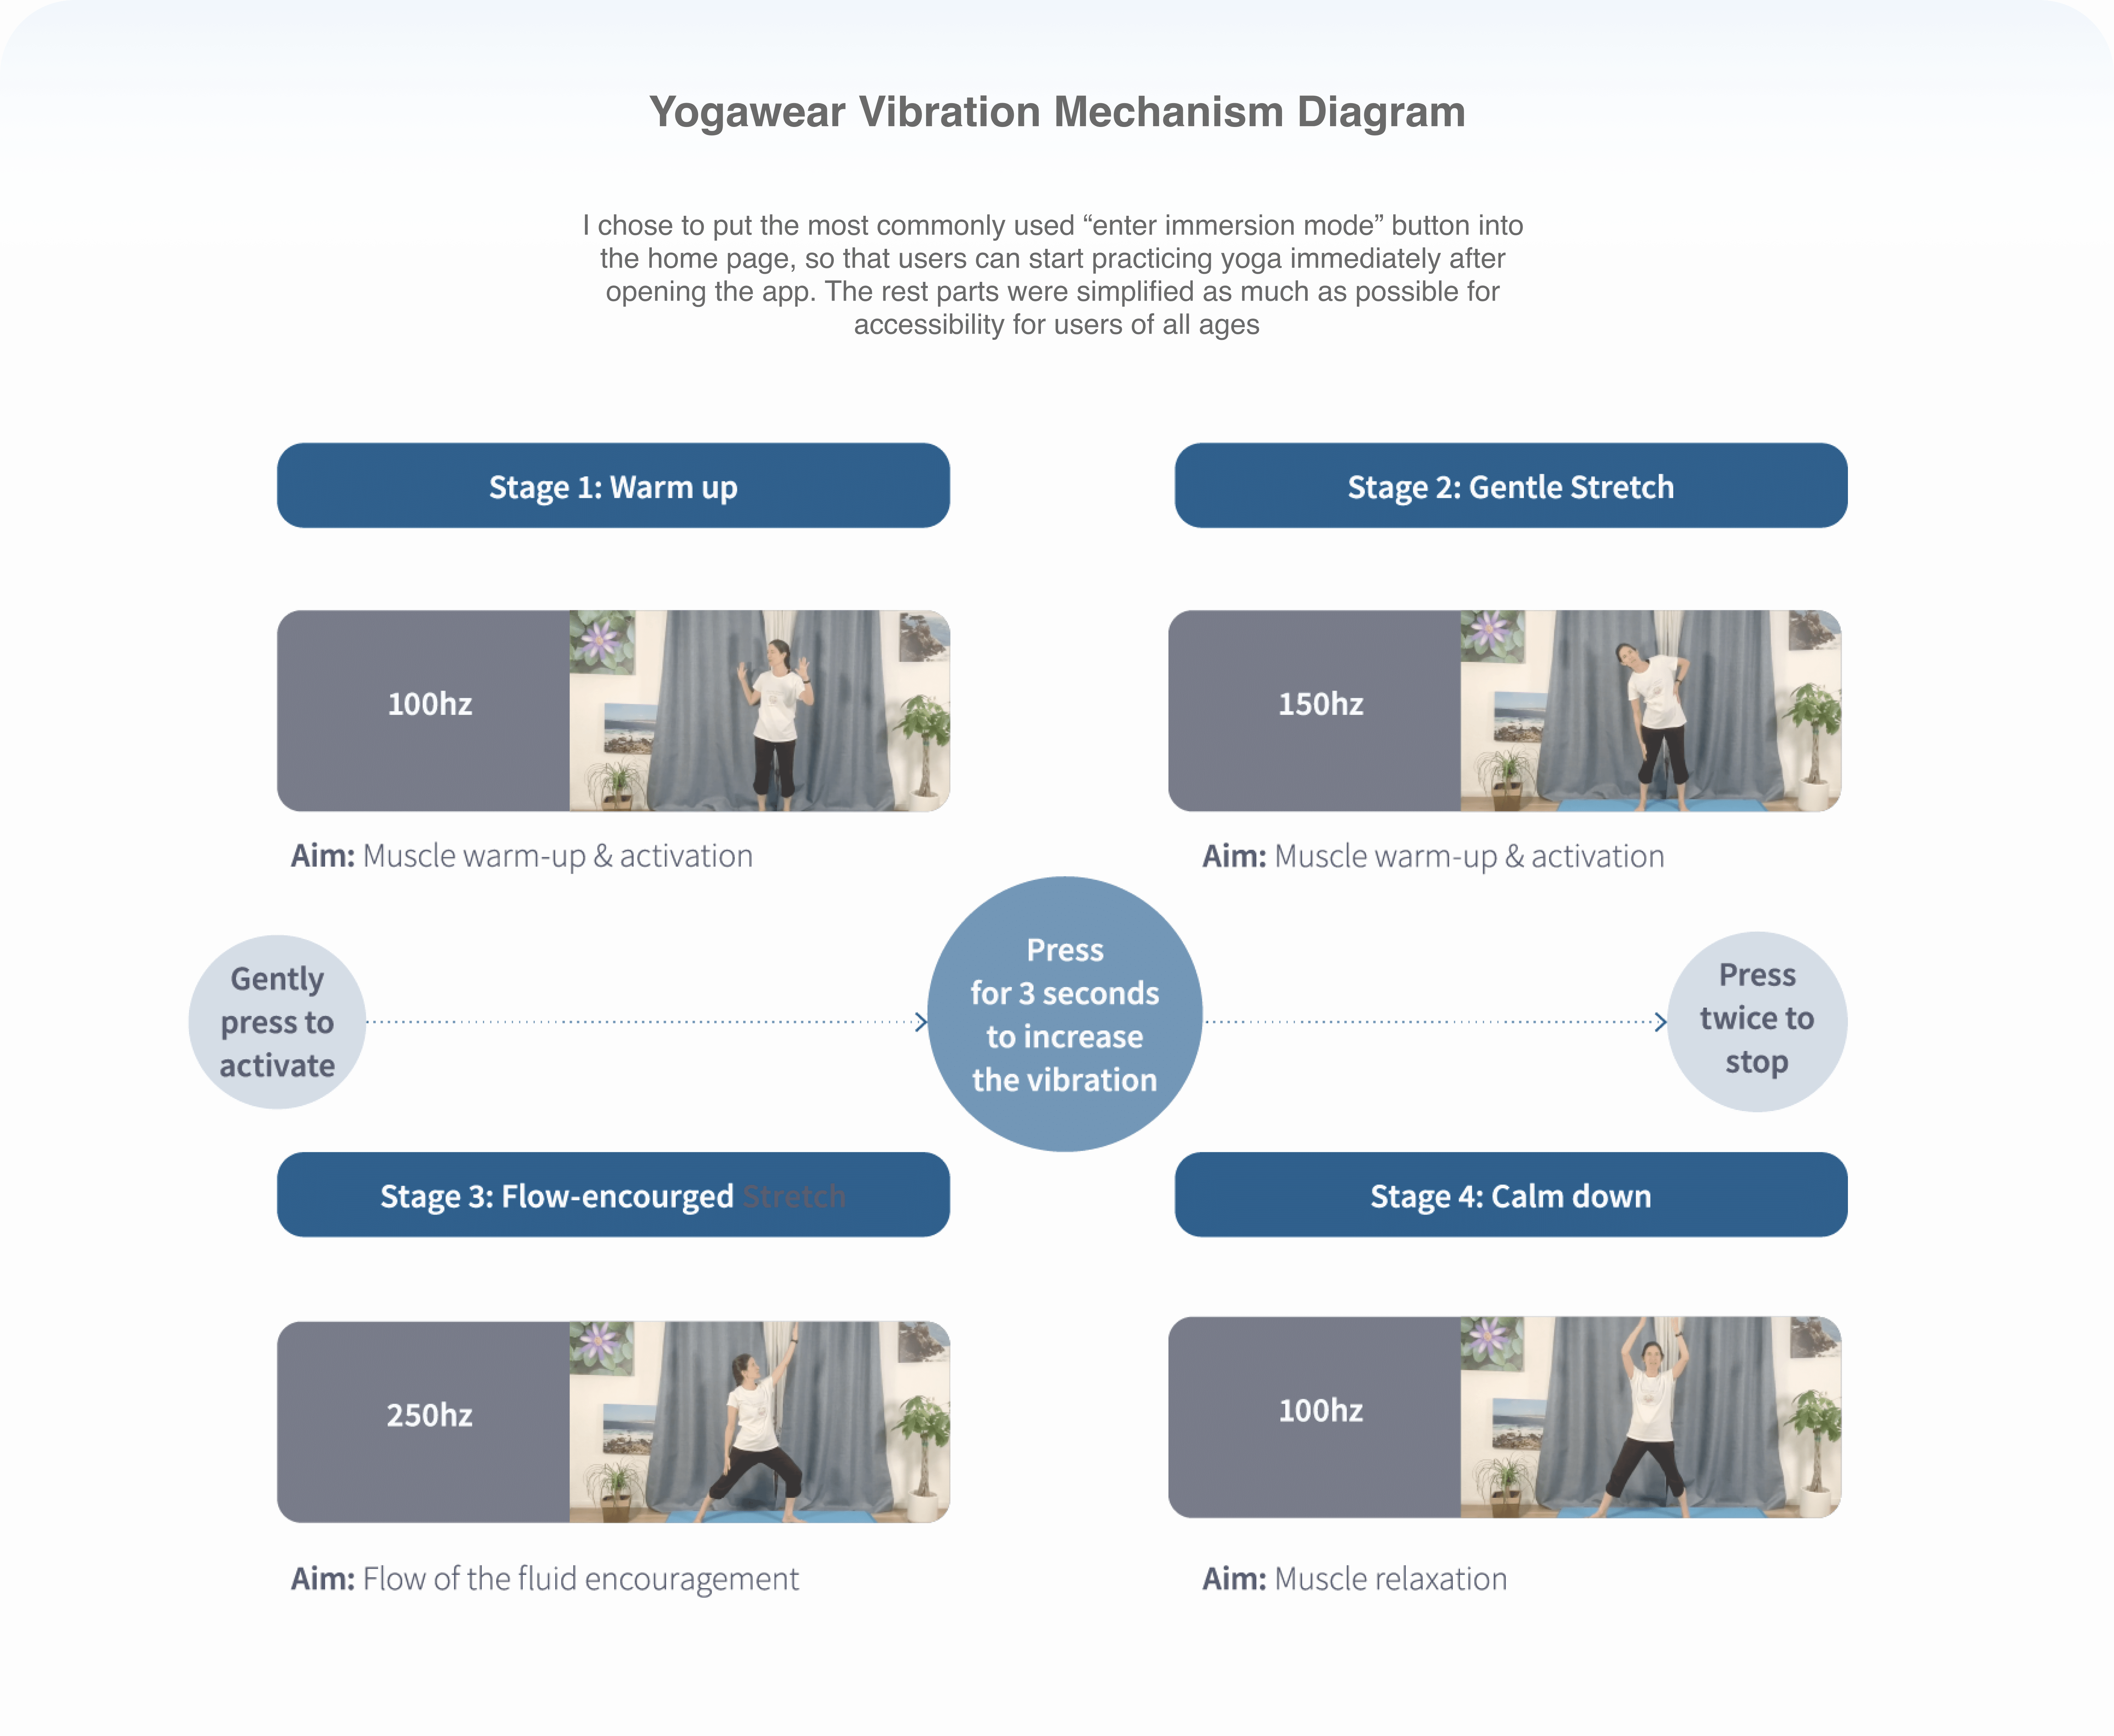 Yogawear Vibration Mechanism Diagram
I chose to put the most commonly used “enter immersion mode” button into
the home page, so that users can start practicing yoga immediately after
opening the app. The rest parts were simplified as much as possible for
accessibility for users of all ages
Stage 1: Warm up
Stage 2: Gentle Stretch
100hz
150hz
Aim: Muscle warm-up & activation
Aim: Muscle warm-up & activation
Gently
press to
activate
Press
for 3 seconds
to increase
the vibration
Press
twice to
stop
Stage 3: Flow-encourged Stretch
Stage 4: Calm down
250hz
100hz
Aim: Flow of the fluid encouragement
Aim: Muscle relaxation